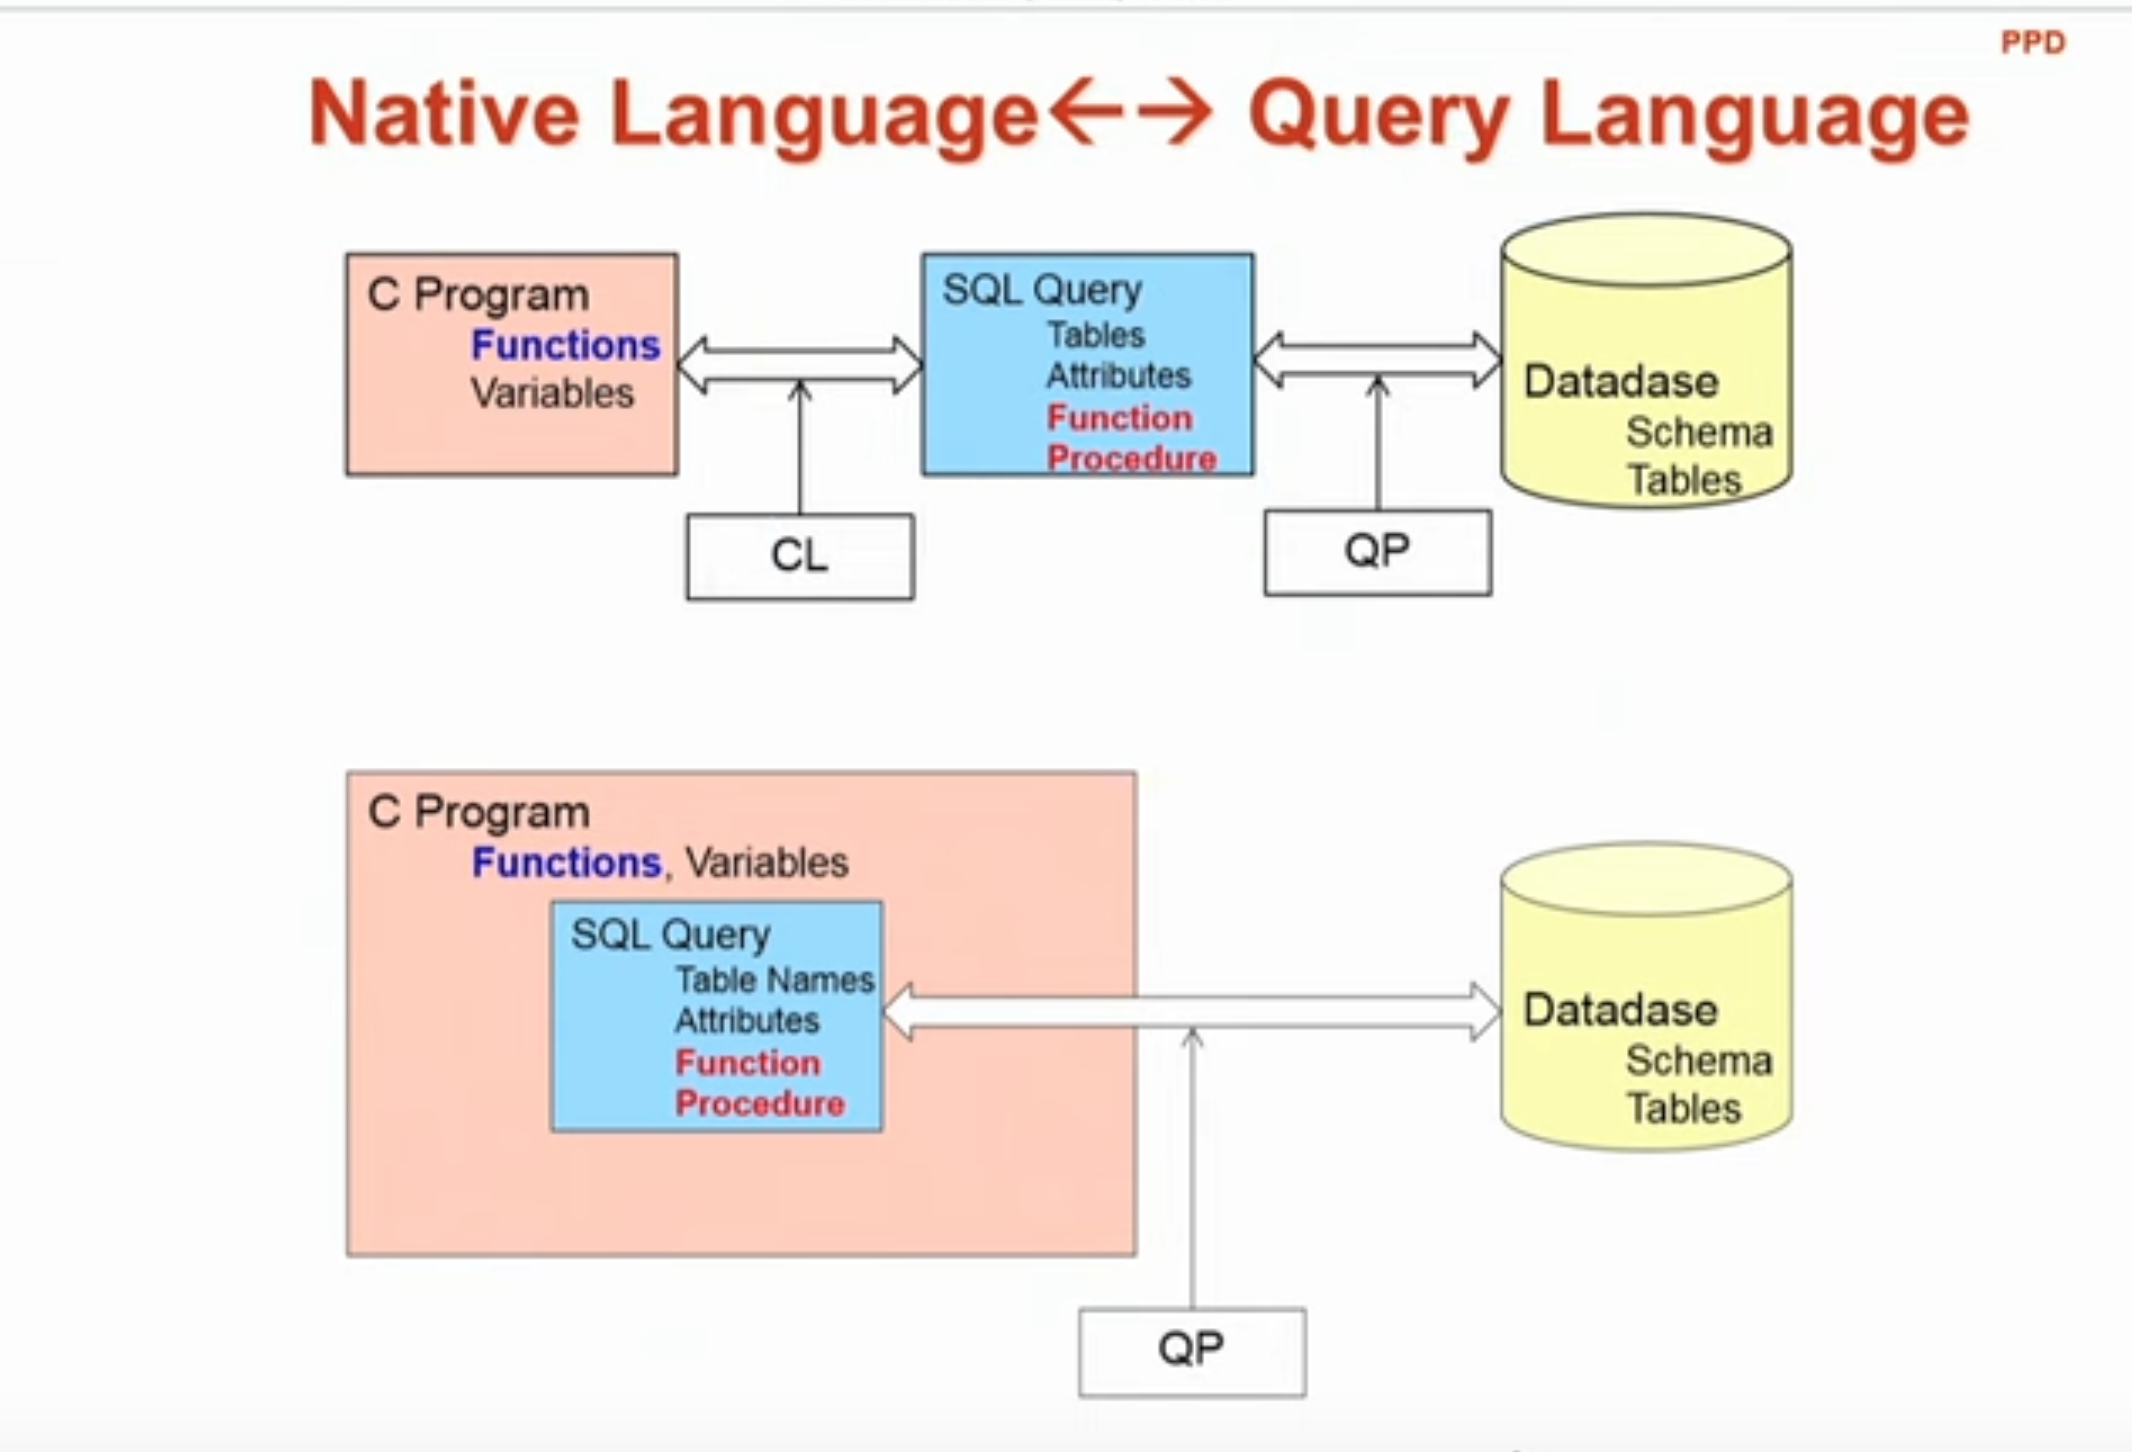 PPD
Native Language←→ Query Language
C Program
Functions
Variables
SQL Query
Tables
Attributes
Function
Procedure
Datadase
Schema
Tables
CL
QP
C Program
Functions, Variables
SQL Query
Table Names
Attributes
Function
Procedure
Datadase
Schema
Tables
QP